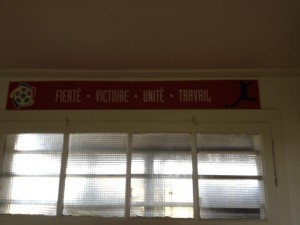 FIERTÉ • VICTOIRE • UNITÉ • TRAVAIL